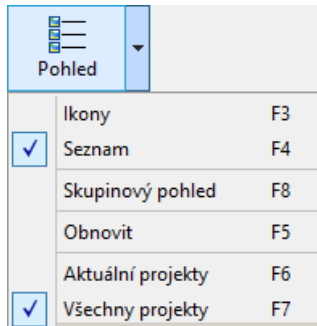 Pohled
Ikony F3
Seznam F4
Skupinový pohled F8
Obnovit F5
Aktuální projekty F6
Všechny projekty F7